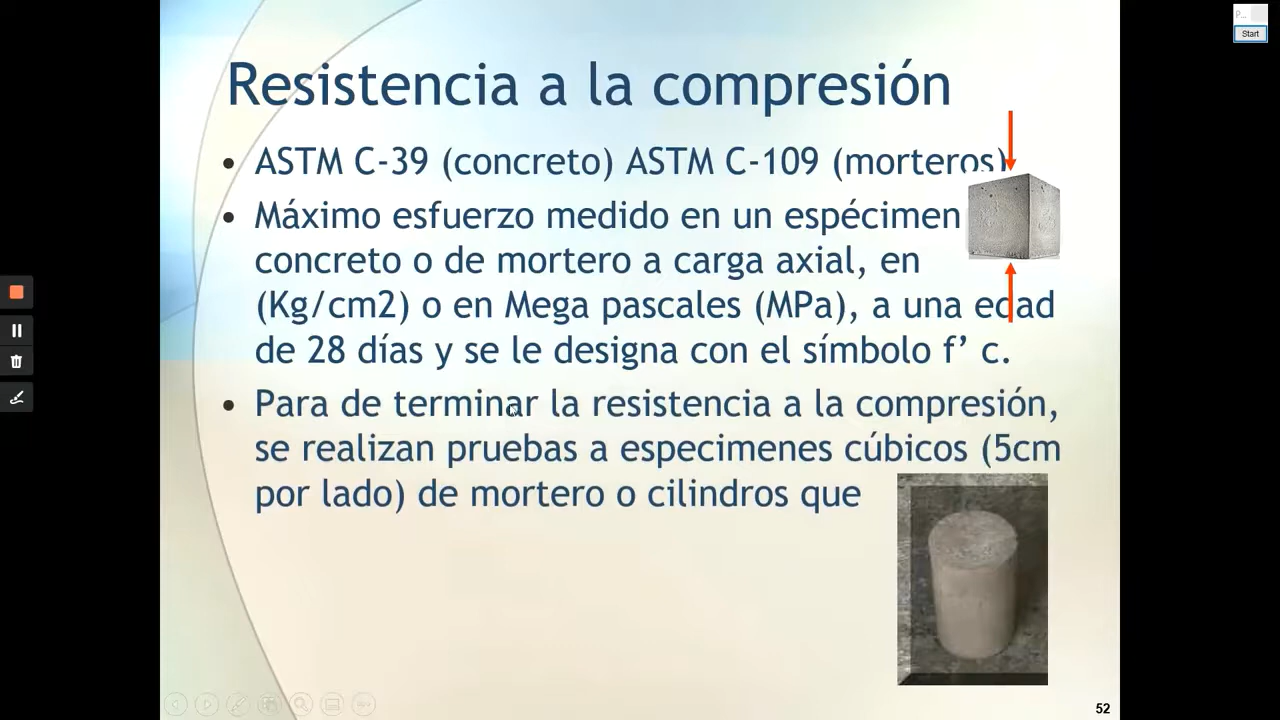 P...
Start
Resistencia a la compresión
• ASTM C-39 (concreto) ASTM C-109 (morteros)
• Máximo esfuerzo medido en un espécimen
concreto o de mortero a carga axial, en
(Kg/cm2) o en Mega pascales (MPa), a una edad
de 28 días y se le designa con el símbolo f’ c.
• Para de terminar la resistencia a la compresión,
se realizan pruebas a especimenes cúbicos (5cm
por lado) de mortero o cilindros que
52